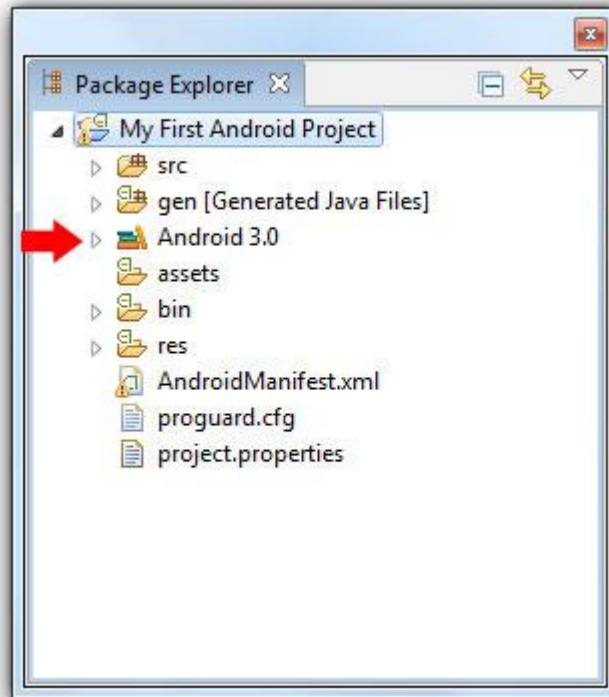 Package Explorer
My First Android Project
src
gen [Generated Java Files]
Android 3.0
assets
bin
res
AndroidManifest.xml
proguard.cfg
project.properties